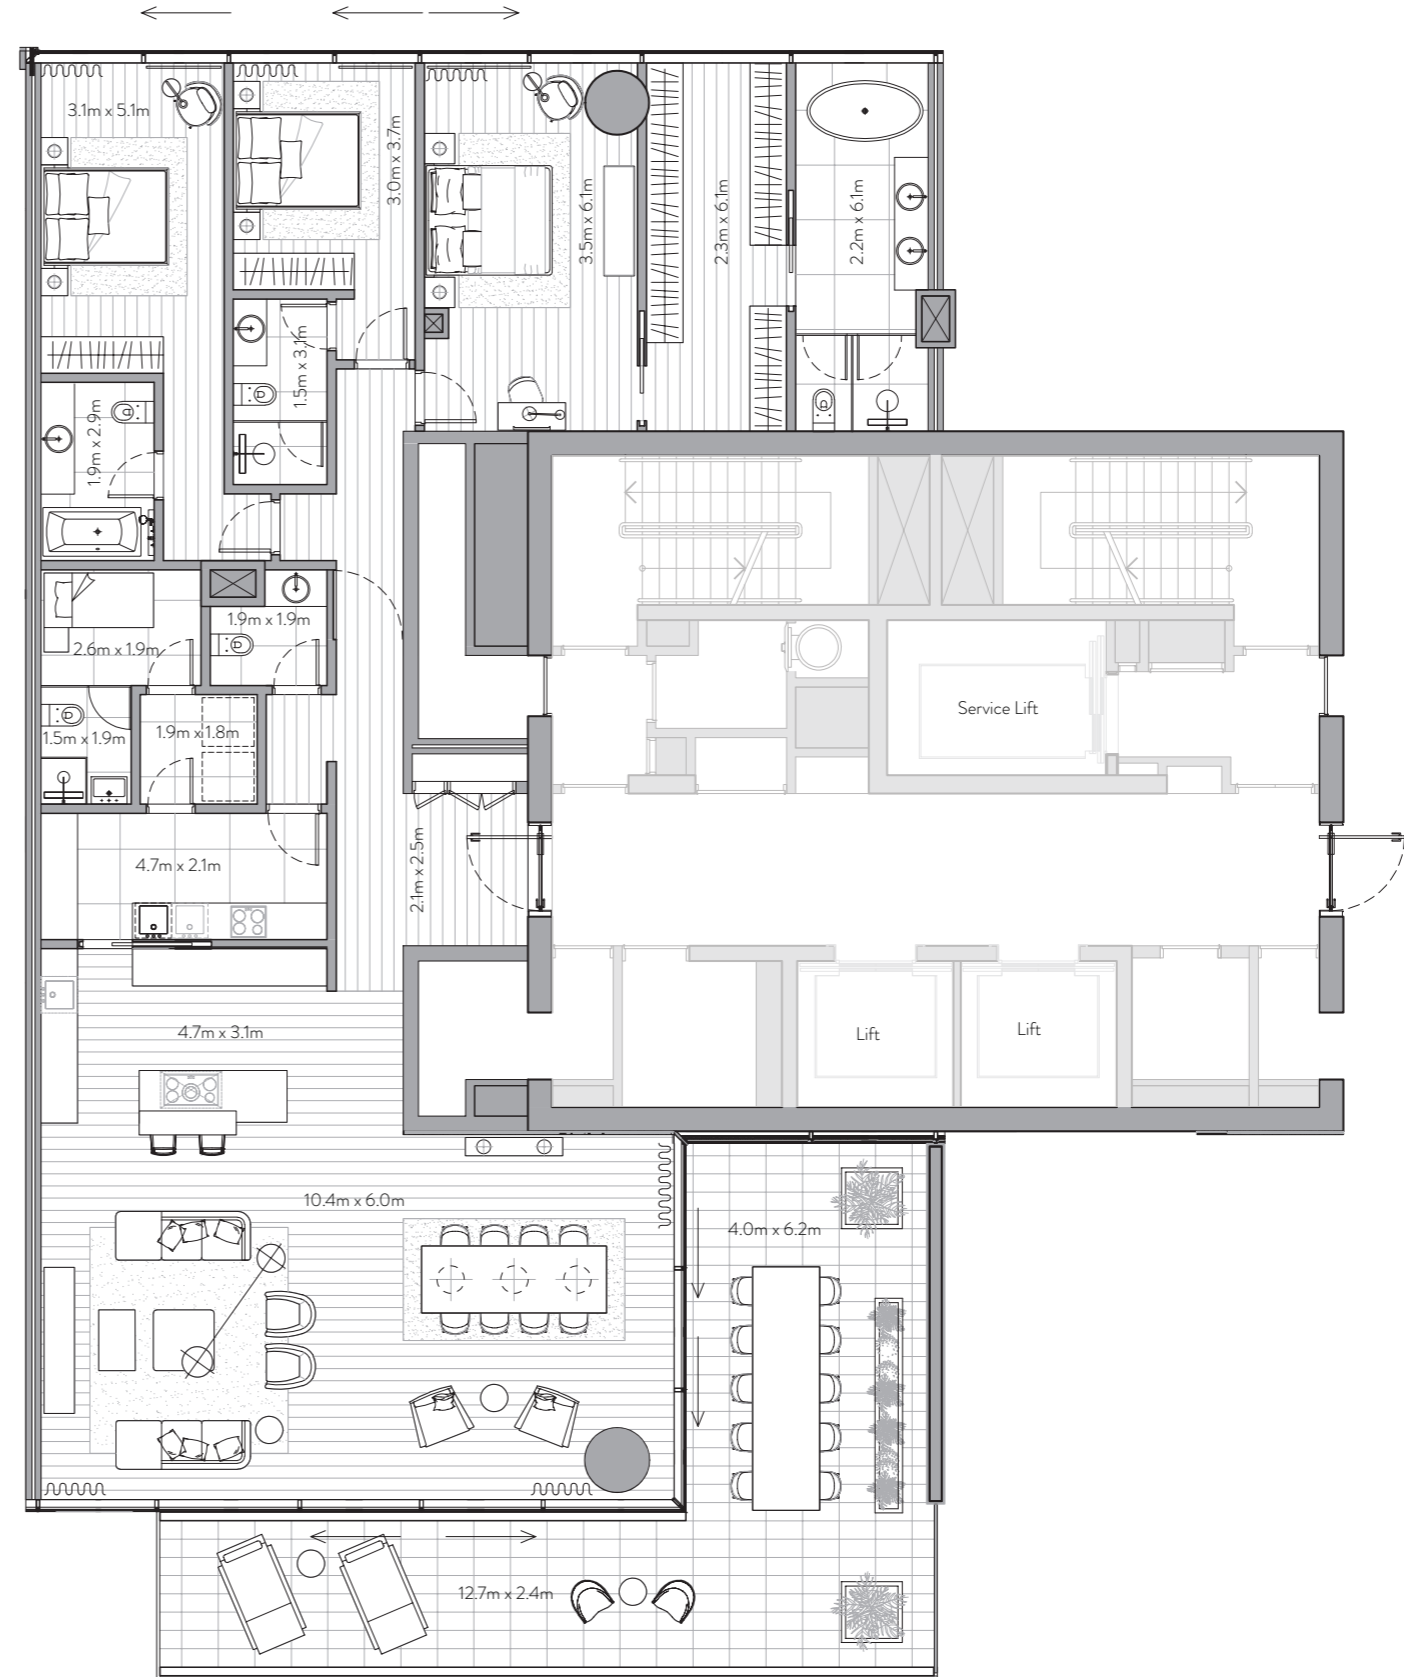 3.1m x 5.1m
3.0m x 3.7m
3.5m x 6.1m
2.3m x 6.1m
2.2m x 6.1m
1.5m x 3.1m
1.9m x 2.9m
1.9m x 1.9m
2.6m x 1.9m
1.5m x 1.9m
1.9m x 1.8m
Service Lift
4.7m x 2.1m
2.1m x 2.5m
4.7m x 3.1m
Lift
Lift
10.4m x 6.0m
4.0m x 6.2m
12.7m x 2.4m